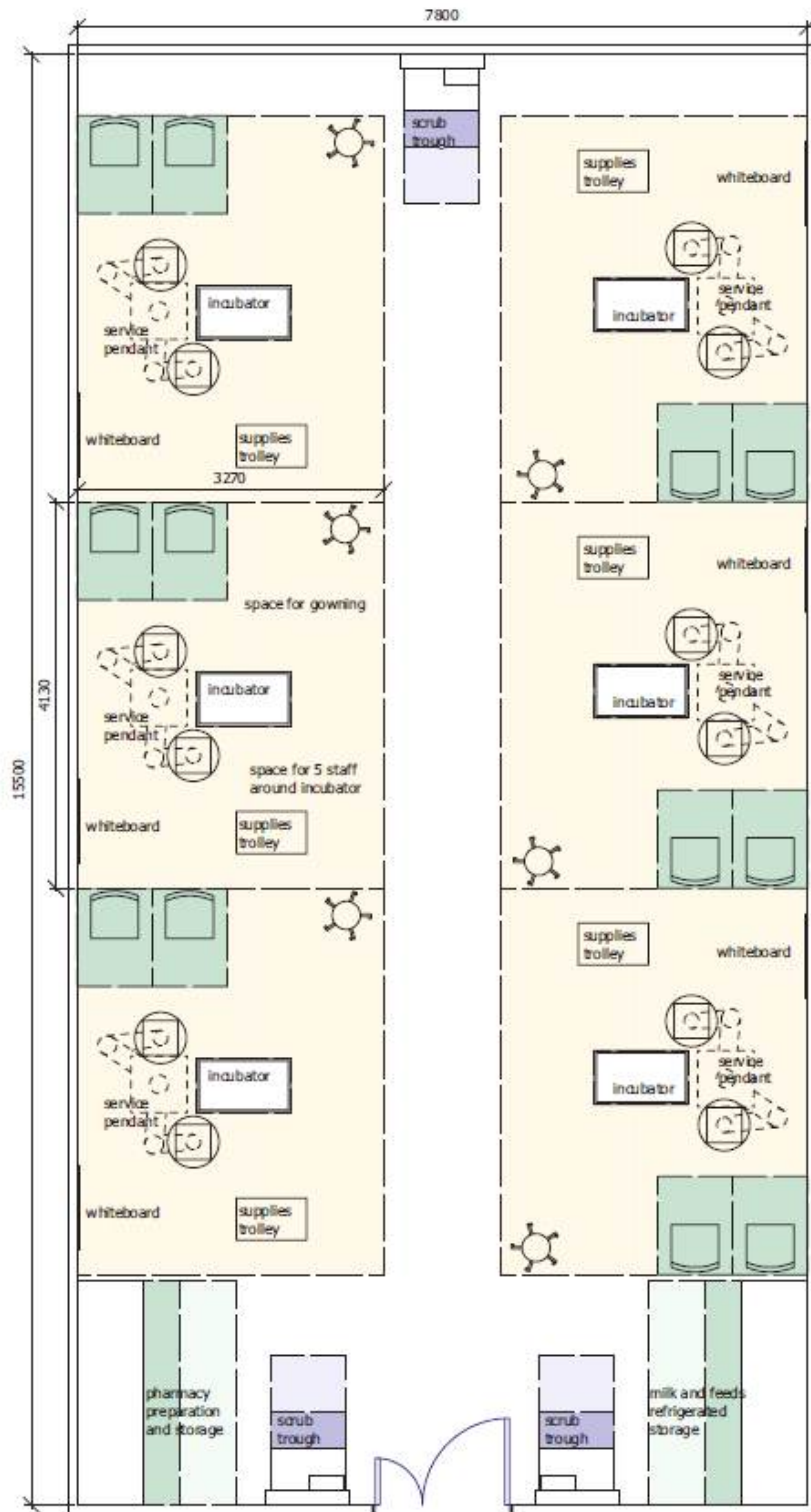 7800
scrub
trough
supplies
trolley
whiteboard
incubator
service
pendant
service
pendant
incubator
whiteboard
supplies
trolley
3270
supplies
trolley
whiteboard
space for gowning
4130
15500
incubator
service
pendant
service
pendant
incubator
space for 5 staff
around incubator
whiteboard
supplies
trolley
supplies
trolley
whiteboard
incubator
service
pendant
service
pendant
incubator
whiteboard
supplies
trolley
pharmacy
preparation
and storage
scrub
trough
scrub
trough
milk and feeds
refrigerated
storage